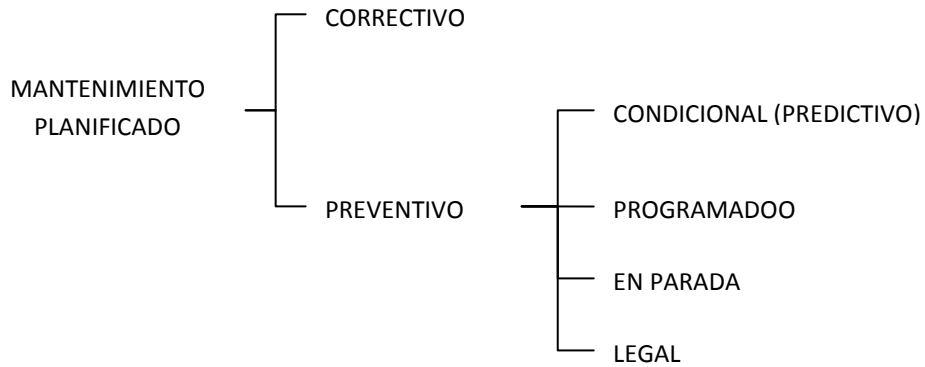 CORRECTIVO
MANTENIMIENTO
PLANIFICADO
CONDICIONAL (PREDICTIVO)
PREVENTIVO
PROGRAMADOO
EN PARADA
LEGAL